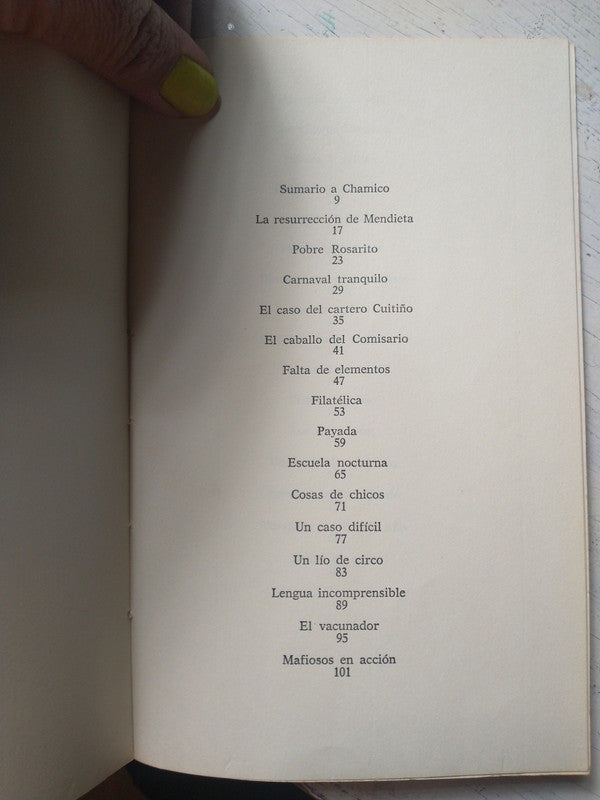 Sumario a Chamico
9
La resurrección de Mendieta
17
Pobre Rosarito
23
Carnaval tranquilo
29
El caso del cartero Cuitiño
35
El caballo del Comisario
41
Falta de elementos
47
Filatélica
53
Payada
59
Escuela nocturna
65
Cosas de chicos
71
Un caso difícil
77
Un lío de circo
83
Lengua incomprensible
89
El vacunador
95
Mafiosos en acción
101